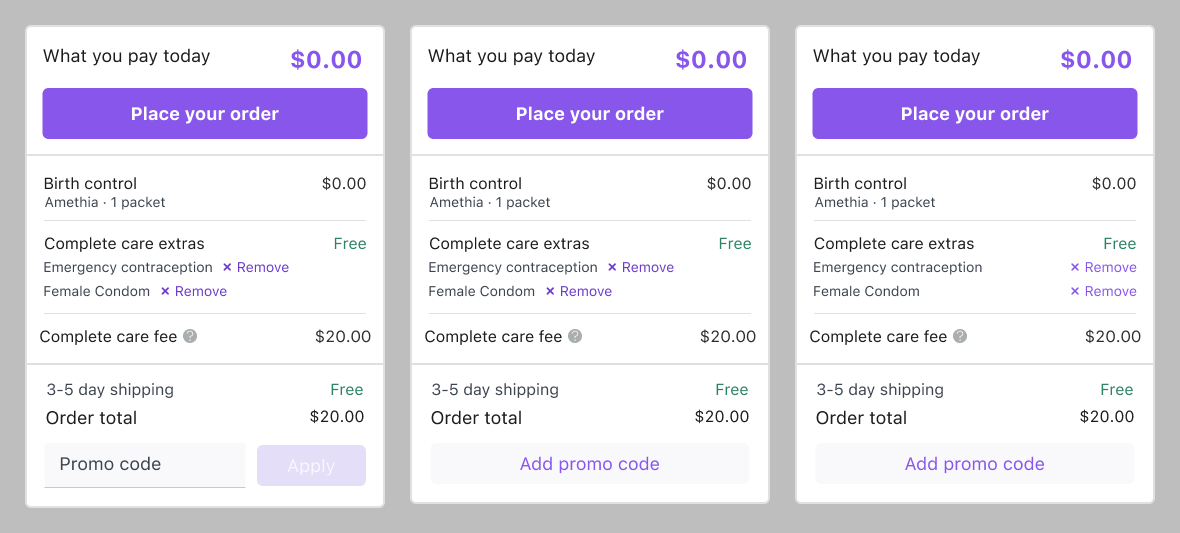 What you pay today $0.00
Place your order
Birth control $0.00
Amethia · 1 packet
Complete care extras Free
Emergency contraception × Remove
Female Condom × Remove
Complete care fee ? $20.00
3-5 day shipping Free
Order total $20.00
Promo code Apply
What you pay today $0.00
Place your order
Birth control $0.00
Amethia · 1 packet
Complete care extras Free
Emergency contraception × Remove
Female Condom × Remove
Complete care fee ? $20.00
3-5 day shipping Free
Order total $20.00
Add promo code
What you pay today $0.00
Place your order
Birth control $0.00
Amethia · 1 packet
Complete care extras Free
Emergency contraception × Remove
Female Condom × Remove
Complete care fee ? $20.00
3-5 day shipping Free
Order total $20.00
Add promo code